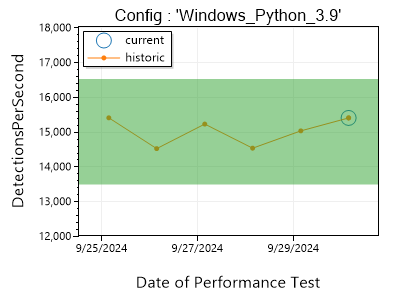 Config : 'Windows_Python_3.9'
current
historic
DetectionsPerSecond
18,000
17,000
16,000
15,000
14,000
13,000
12,000
9/25/2024 9/27/2024 9/29/2024
Date of Performance Test